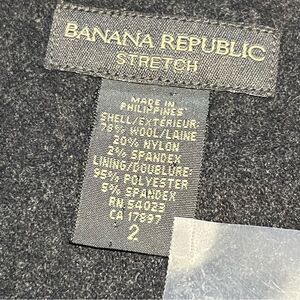 BANANA REPUBLIC
STRETCH
MADE IN
PHILIPPINES
SHELL/EXTÉRIEUR:
78% WOOL/LAINE
20% NYLON
2% SPANDEX
LINING/DOUBLURE:
95% POLYESTER
5% SPANDEX
RN 54023
CA 17897
2